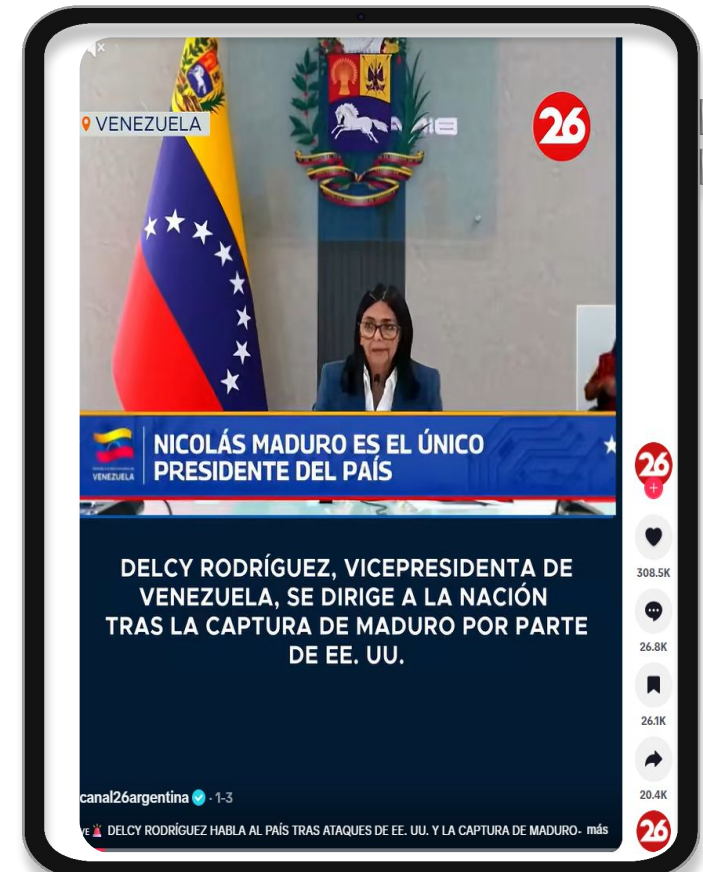 VENEZUELA
26
NICOLÁS MADURO ES EL ÚNICO
PRESIDENTE DEL PAÍS
VENEZUELA
26
308.5K
DELCY RODRÍGUEZ, VICEPRESIDENTA DE
VENEZUELA, SE DIRIGE A LA NACIÓN
TRAS LA CAPTURA DE MADURO POR PARTE
DE EE. UU.
26.8K
26.1K
20.4K
canal26argentina · 1-3
DELCY RODRÍGUEZ HABLA AL PAÍS TRAS ATAQUES DE EE. UU. Y LA CAPTURA DE MADURO- más
26